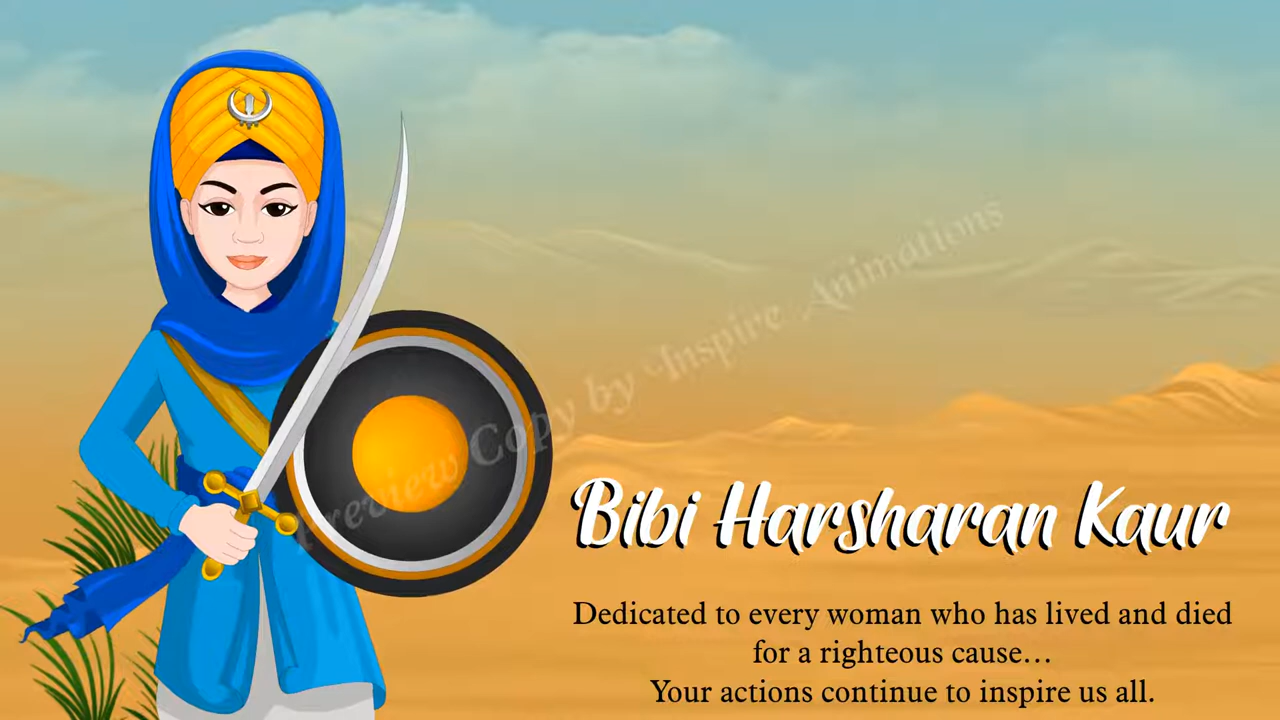 Preview Copy by Inspire Animations
Bibi Harsharan Kaur
Dedicated to every woman who has lived and died
for a righteous cause...
Your actions continue to inspire us all.